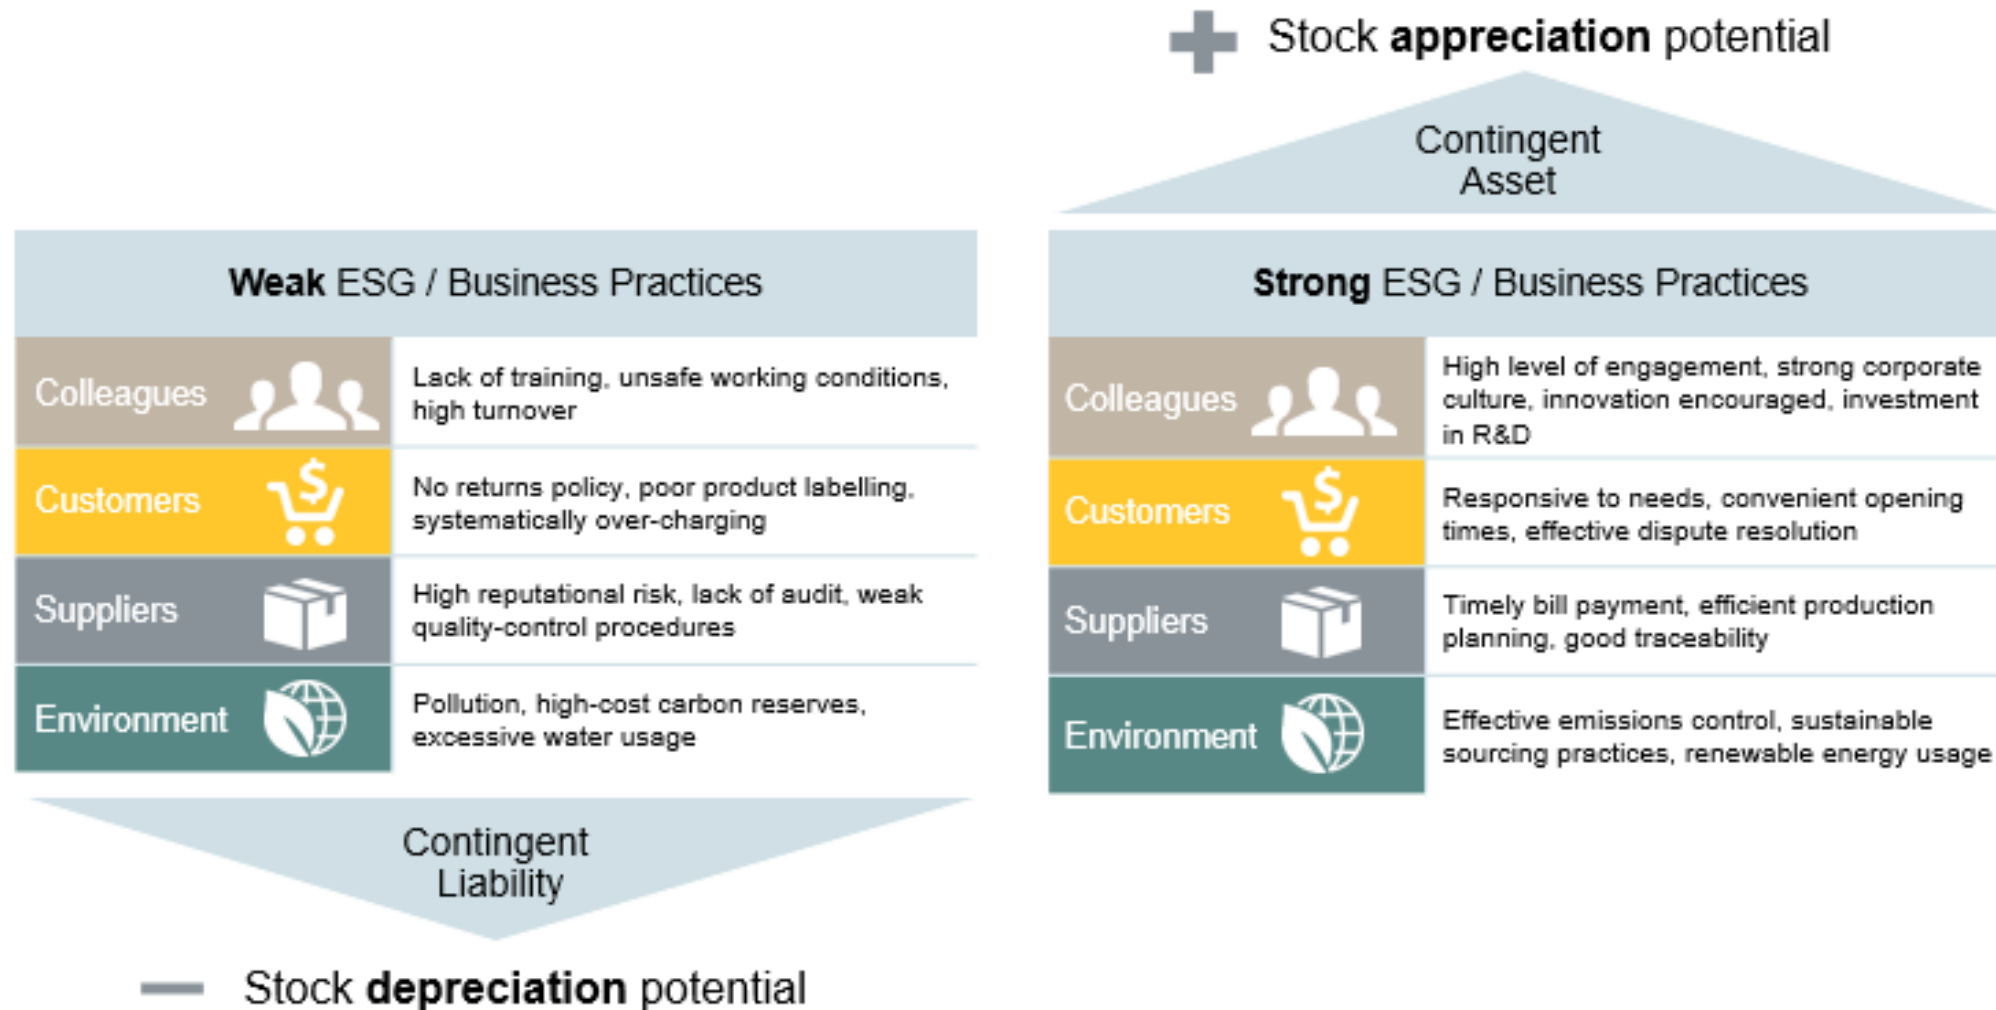 Stock appreciation potential
Contingent
Asset
Weak ESG / Business Practices
Colleagues
Lack of training, unsafe working conditions,
high turnover
Customers
No returns policy, poor product labelling,
systematically over-charging
Suppliers
High reputational risk, lack of audit, weak
quality-control procedures
Environment
Pollution, high-cost carbon reserves,
excessive water usage
Contingent
Liability
Stock depreciation potential
Strong ESG / Business Practices
Colleagues
High level of engagement, strong corporate
culture, innovation encouraged, investment
in R&D
Customers
Responsive to needs, convenient opening
times, effective dispute resolution
Suppliers
Timely bill payment, efficient production
planning, good traceability
Environment
Effective emissions control, sustainable
sourcing practices, renewable energy usage